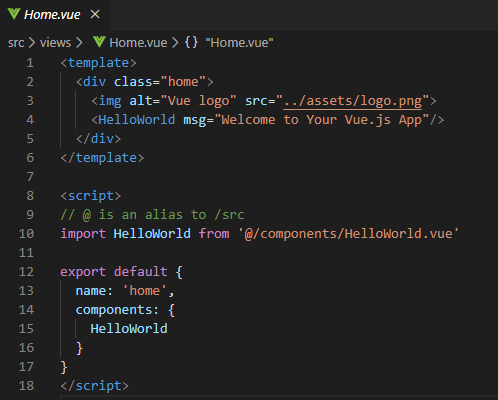 Home.vue ×
src > views > Home.vue > {} "Home.vue"
1 <template>
2   <div class="home">
3     <img alt="Vue logo" src="../assets/logo.png">
4     <HelloWorld msg="Welcome to Your Vue.js App"/>
5   </div>
6 </template>
7
8 <script>
9 // @ is an alias to /src
10 import HelloWorld from '@/components/HelloWorld.vue'
11
12 export default {
13   name: 'home',
14   components: {
15     HelloWorld
16   }
17 }
18 </script>